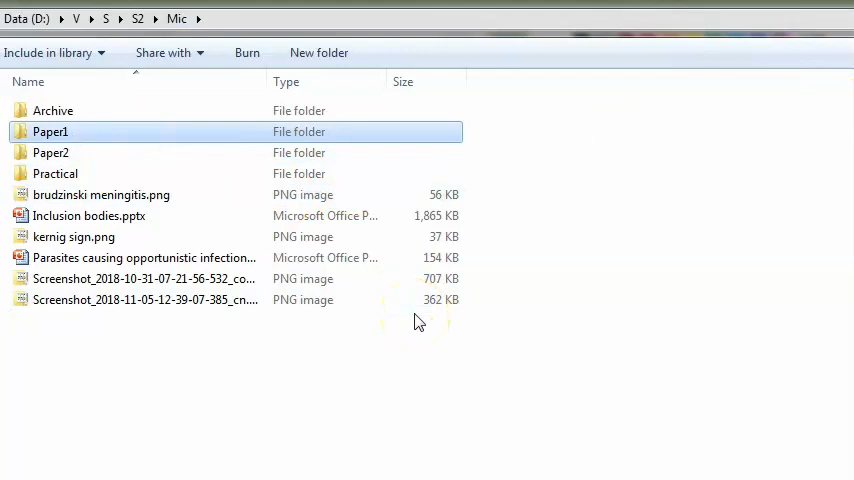 Data (D:) V S S2 Mic
Include in library Share with Burn New folder
Name Type Size
Archive File folder
Paper1 File folder
Paper2 File folder
Practical File folder
brudzinski meningitis.png PNG image 56 KB
Inclusion bodies.pptx Microsoft Office P... 1,865 KB
kernig sign.png PNG image 37 KB
Parasites causing opportunistic infection... Microsoft Office P... 154 KB
Screenshot_2018-10-31-07-21-56-532_co... PNG image 707 KB
Screenshot_2018-11-05-12-39-07-385_cn.... PNG image 362 KB